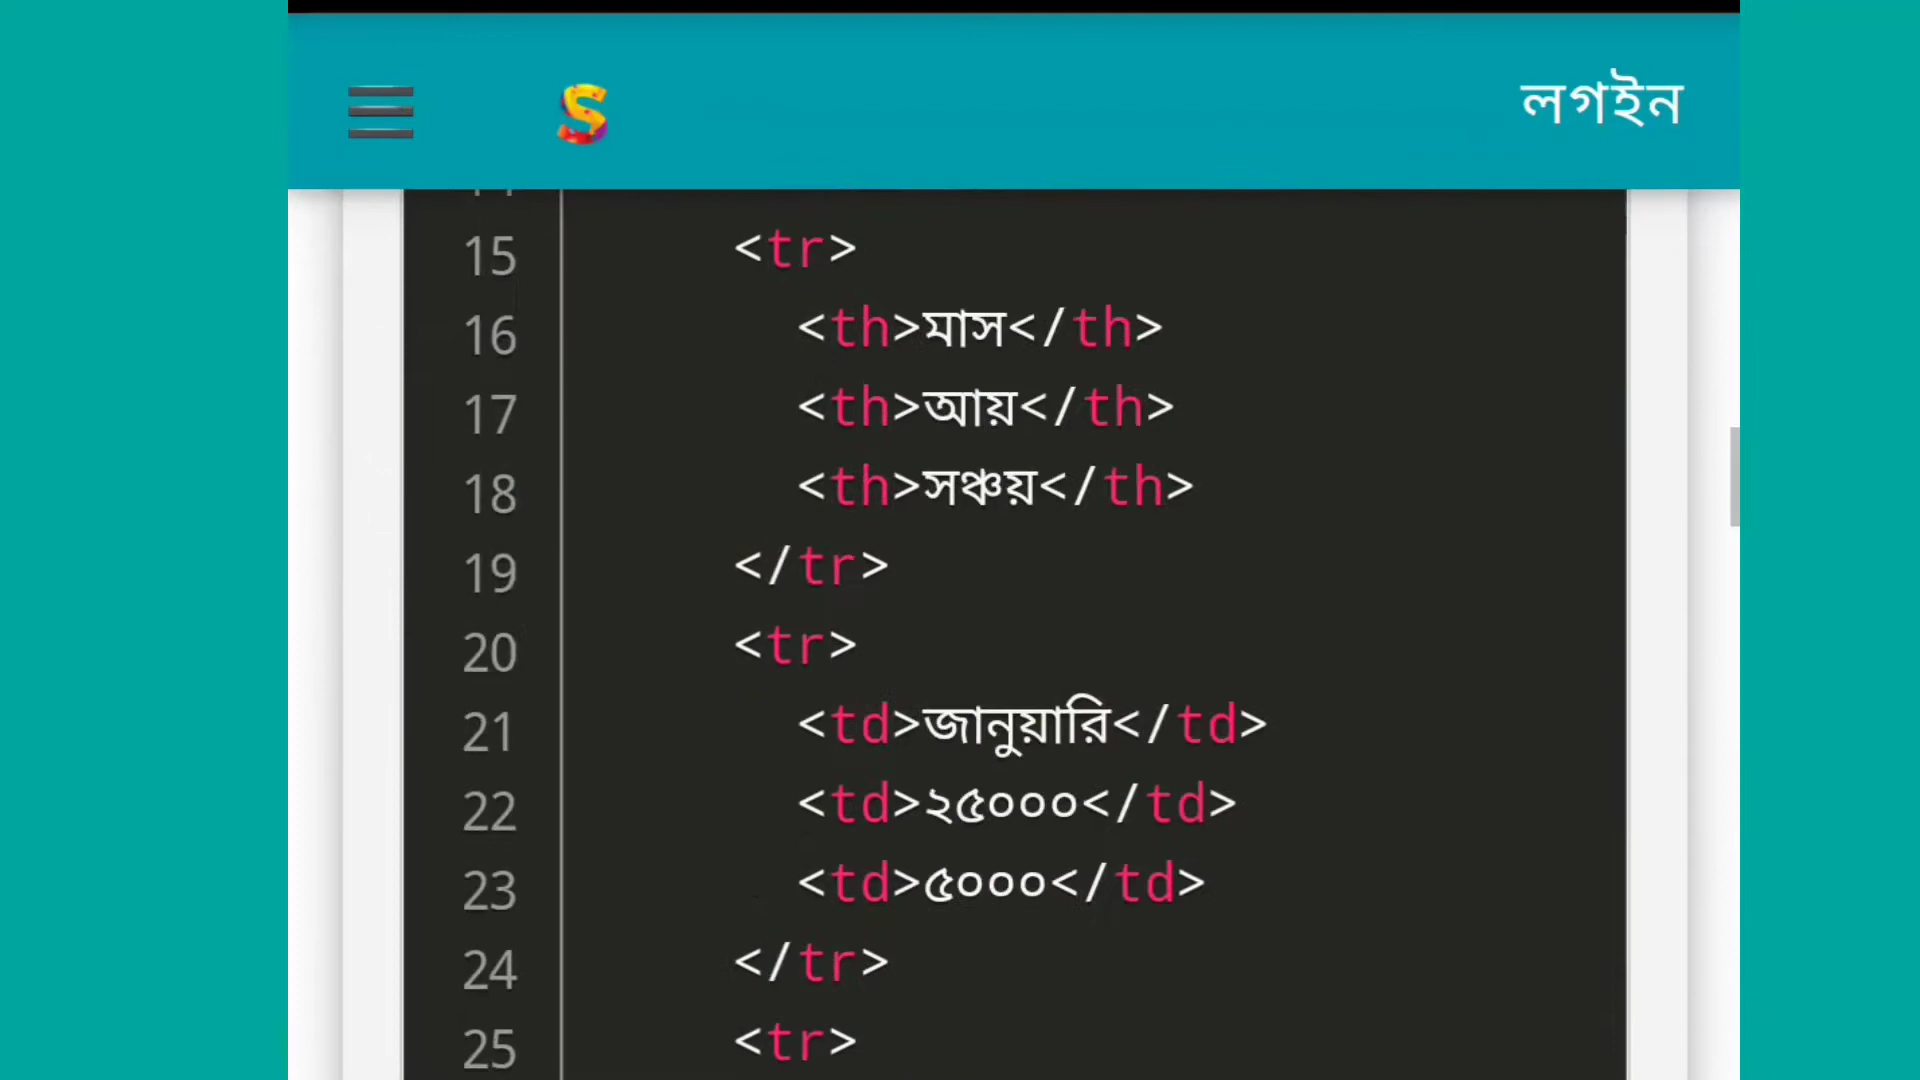 লগইন
15 <tr>
16 <th>মাস</th>
17 <th>আয়</th>
18 <th>সঞ্চয়</th>
19 </tr>
20 <tr>
21 <td>জানুয়ারি</td>
22 <td>২৫০০০</td>
23 <td>৫০০০</td>
24 </tr>
25 <tr>